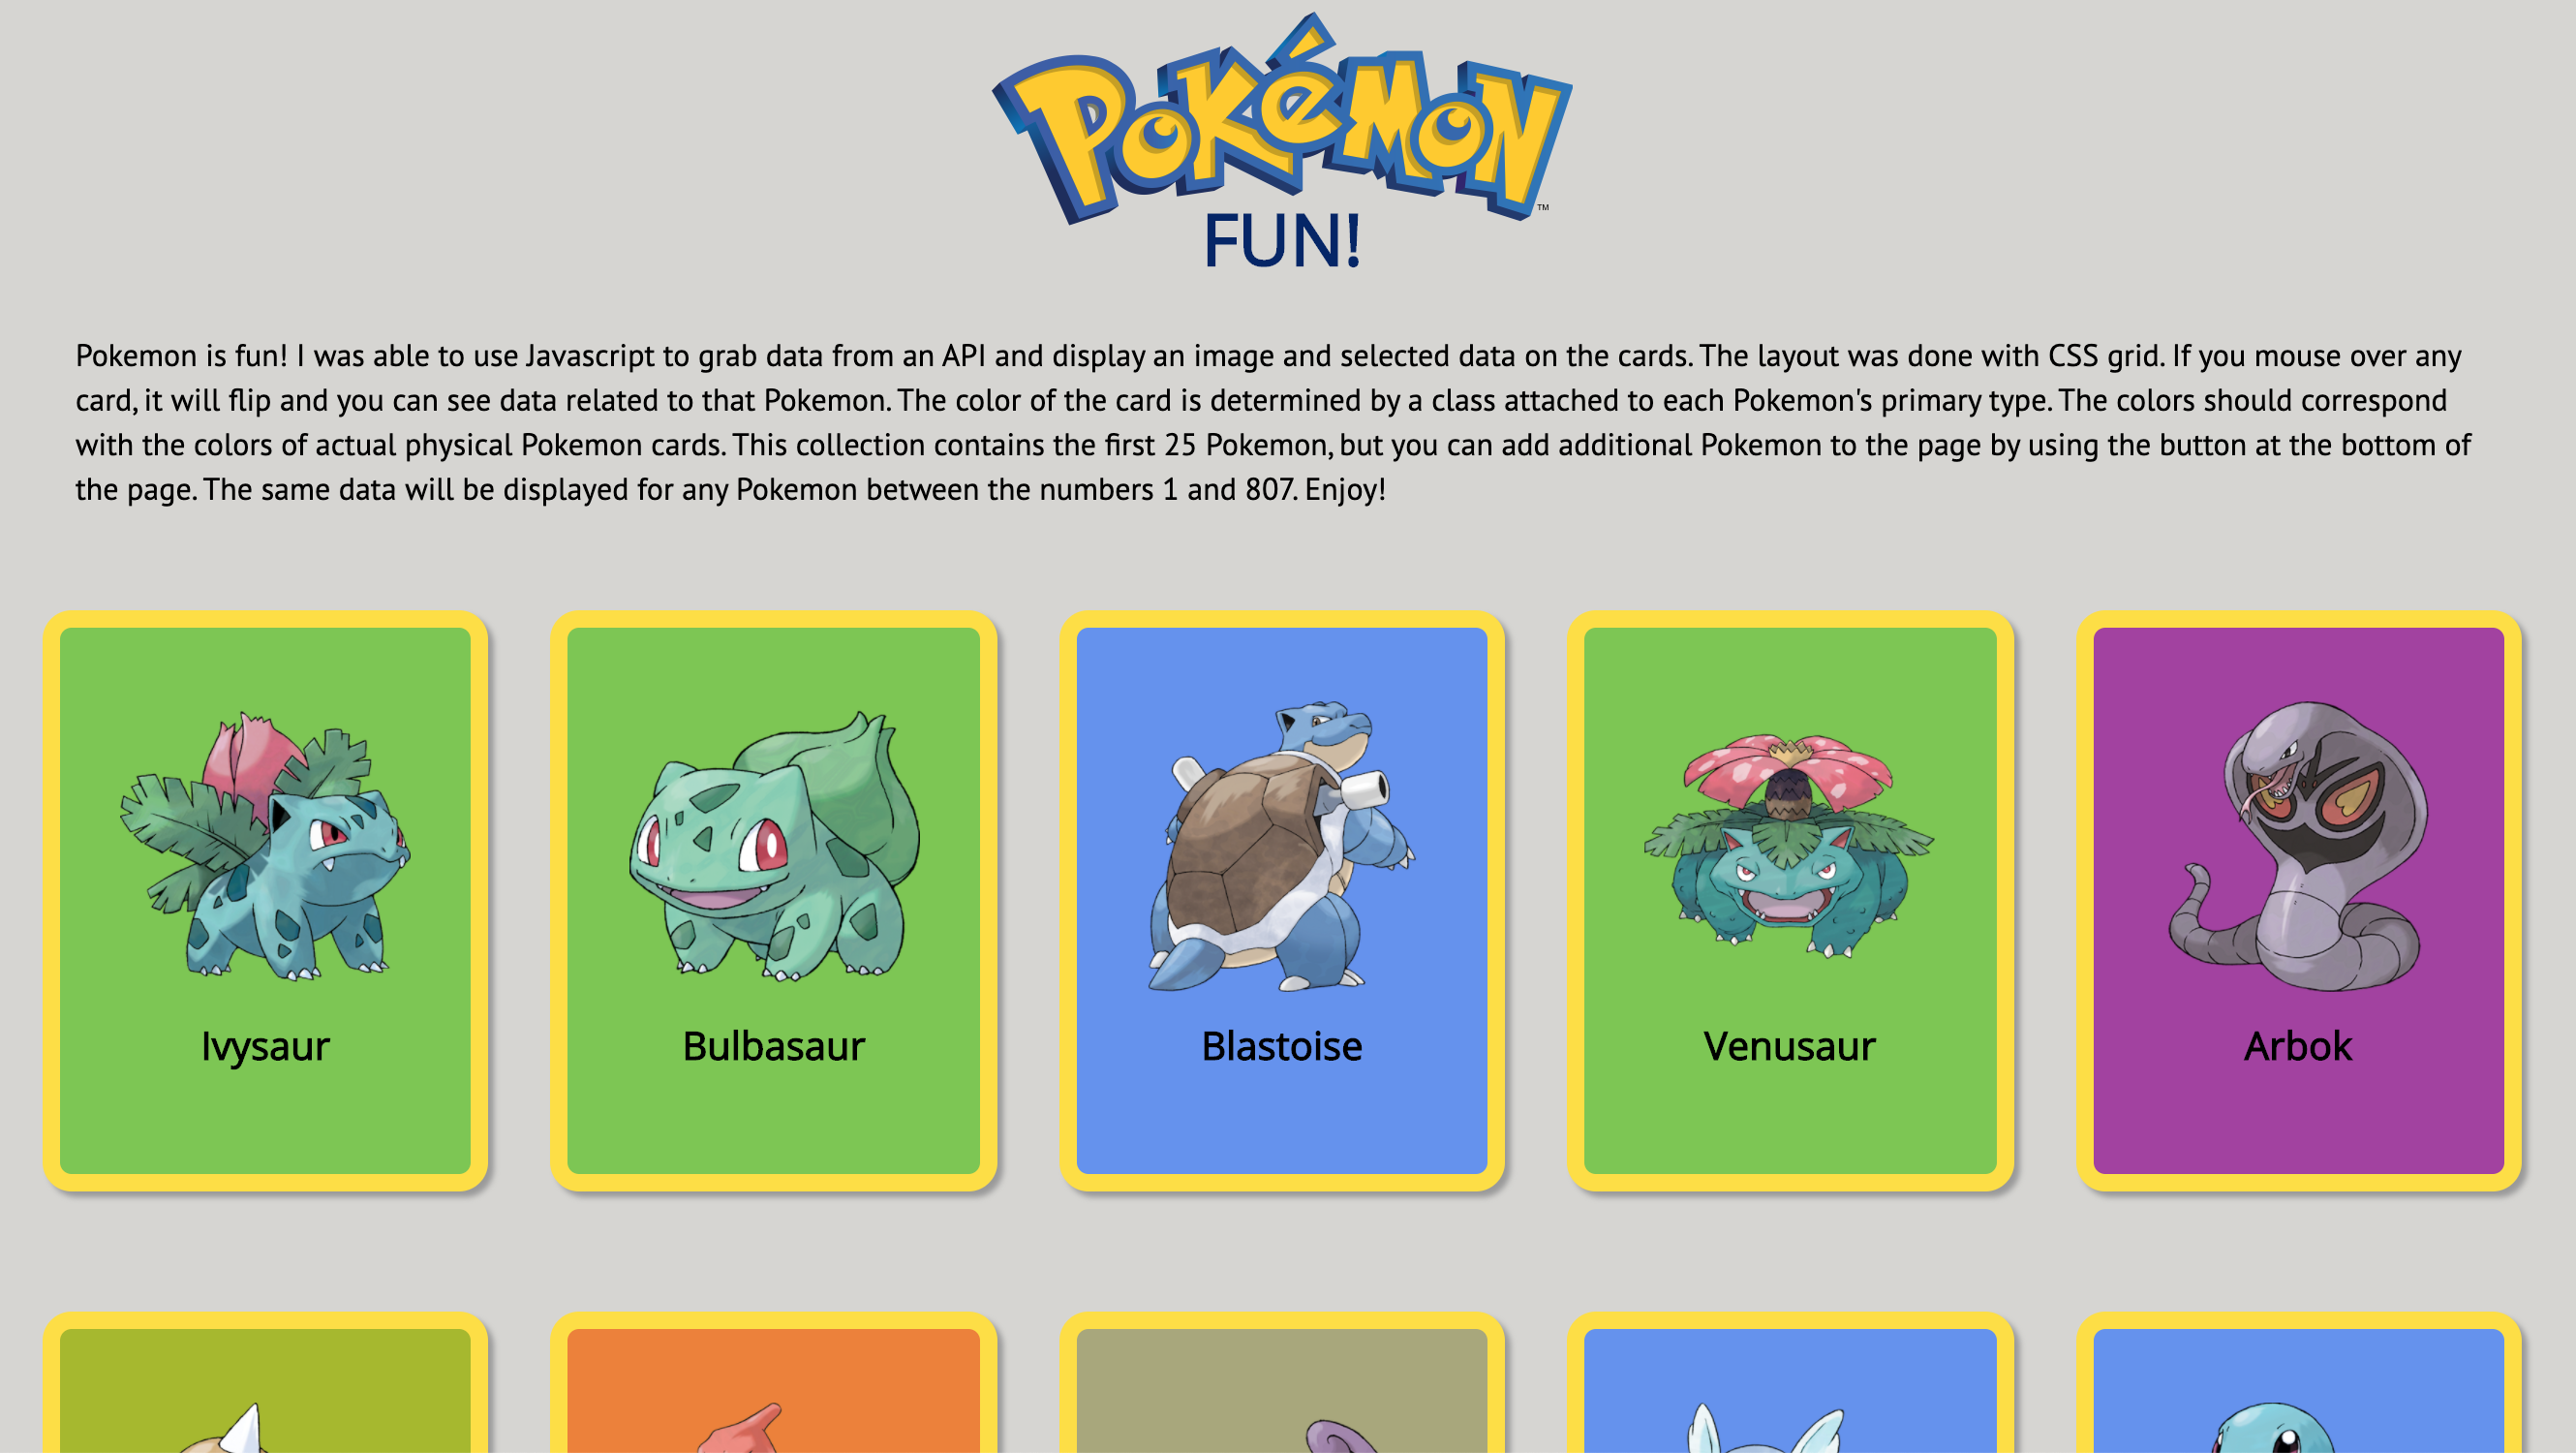 Pokémon
TM
FUN!
Pokemon is fun! I was able to use Javascript to grab data from an API and display an image and selected data on the cards. The layout was done with CSS grid. If you mouse over any
card, it will flip and you can see data related to that Pokemon. The color of the card is determined by a class attached to each Pokemon's primary type. The colors should correspond
with the colors of actual physical Pokemon cards. This collection contains the first 25 Pokemon, but you can add additional Pokemon to the page by using the button at the bottom of
the page. The same data will be displayed for any Pokemon between the numbers 1 and 807. Enjoy!
Ivysaur
Bulbasaur
Blastoise
Venusaur
Arbok